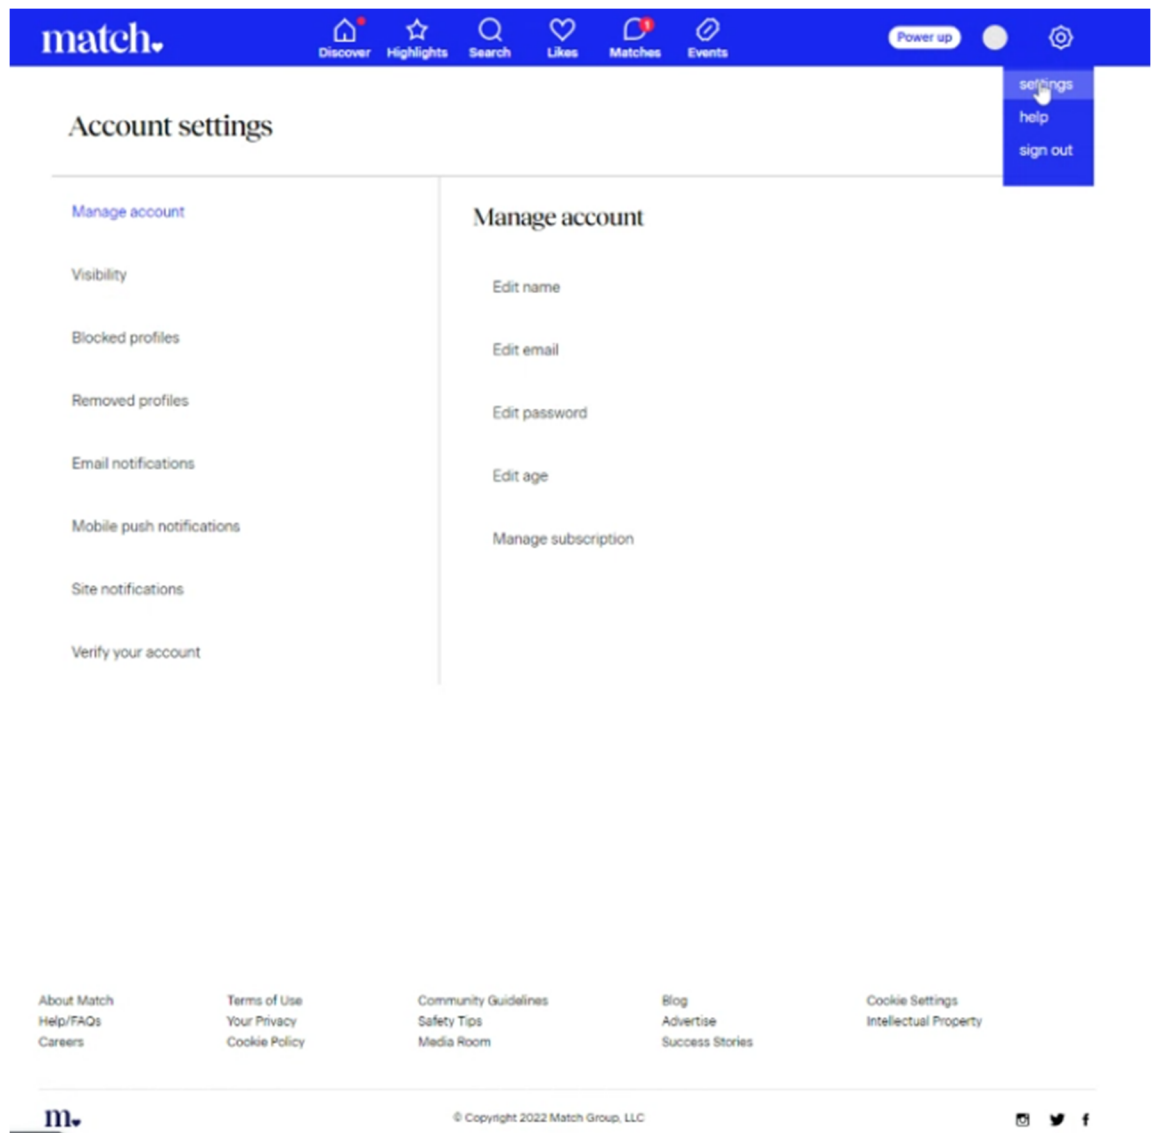 match
Discover
Highlights
Search
Likes
1
Matches
Events
Power up
settings
help
sign out
Account settings
Manage account
Visibility
Blocked profiles
Removed profiles
Email notifications
Mobile push notifications
Site notifications
Verify your account
Manage account
Edit name
Edit email
Edit password
Edit age
Manage subscription
About Match
Help/FAQs
Careers
Terms of Use
Your Privacy
Cookie Policy
Community Guidelines
Safety Tips
Media Room
Blog
Advertise
Success Stories
Cookie Settings
Intellectual Property
m
© Copyright 2022 Match Group, LLC